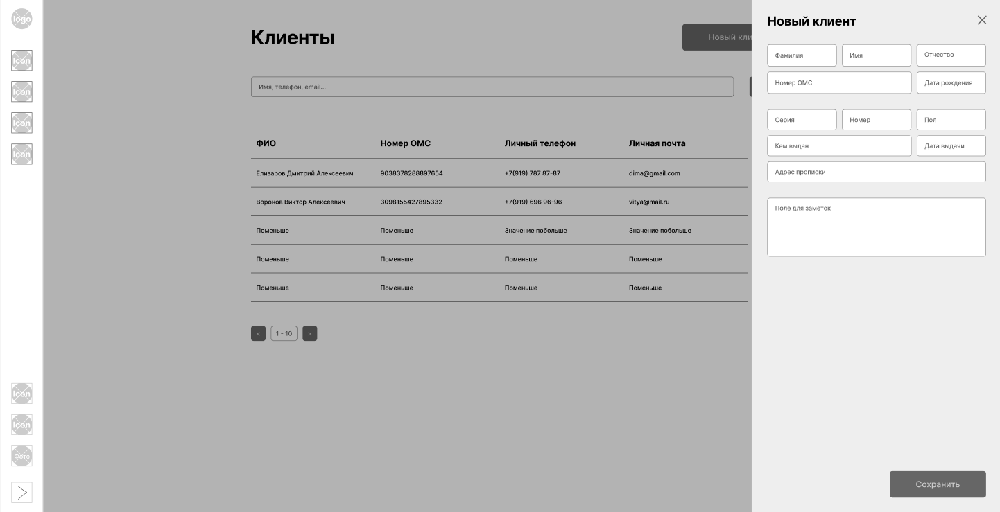 logo
Icon
Icon
Icon
Icon
Icon
Icon
Фото
Клиенты
Новый кли
Имя, телефон, email...
ФИО Номер ОМС Личный телефон Личная почта
Елизаров Дмитрий Алексеевич 9038378288897654 +7(919) 787 87-87 dima@gmail.com
Воронов Виктор Алексеевич 3098155427895332 +7(919) 696 96-96 vitya@mail.ru
Поменьше Поменьше Значение побольше Значение побольше
Поменьше Поменьше Поменьше Поменьше
Поменьше Поменьше Поменьше Поменьше
< 1 - 10 >
Новый клиент
Фамилия Имя Отчество
Номер ОМС Дата рождения
Серия Номер Пол
Кем выдан Дата выдачи
Адрес прописки
Поле для заметок
Сохранить